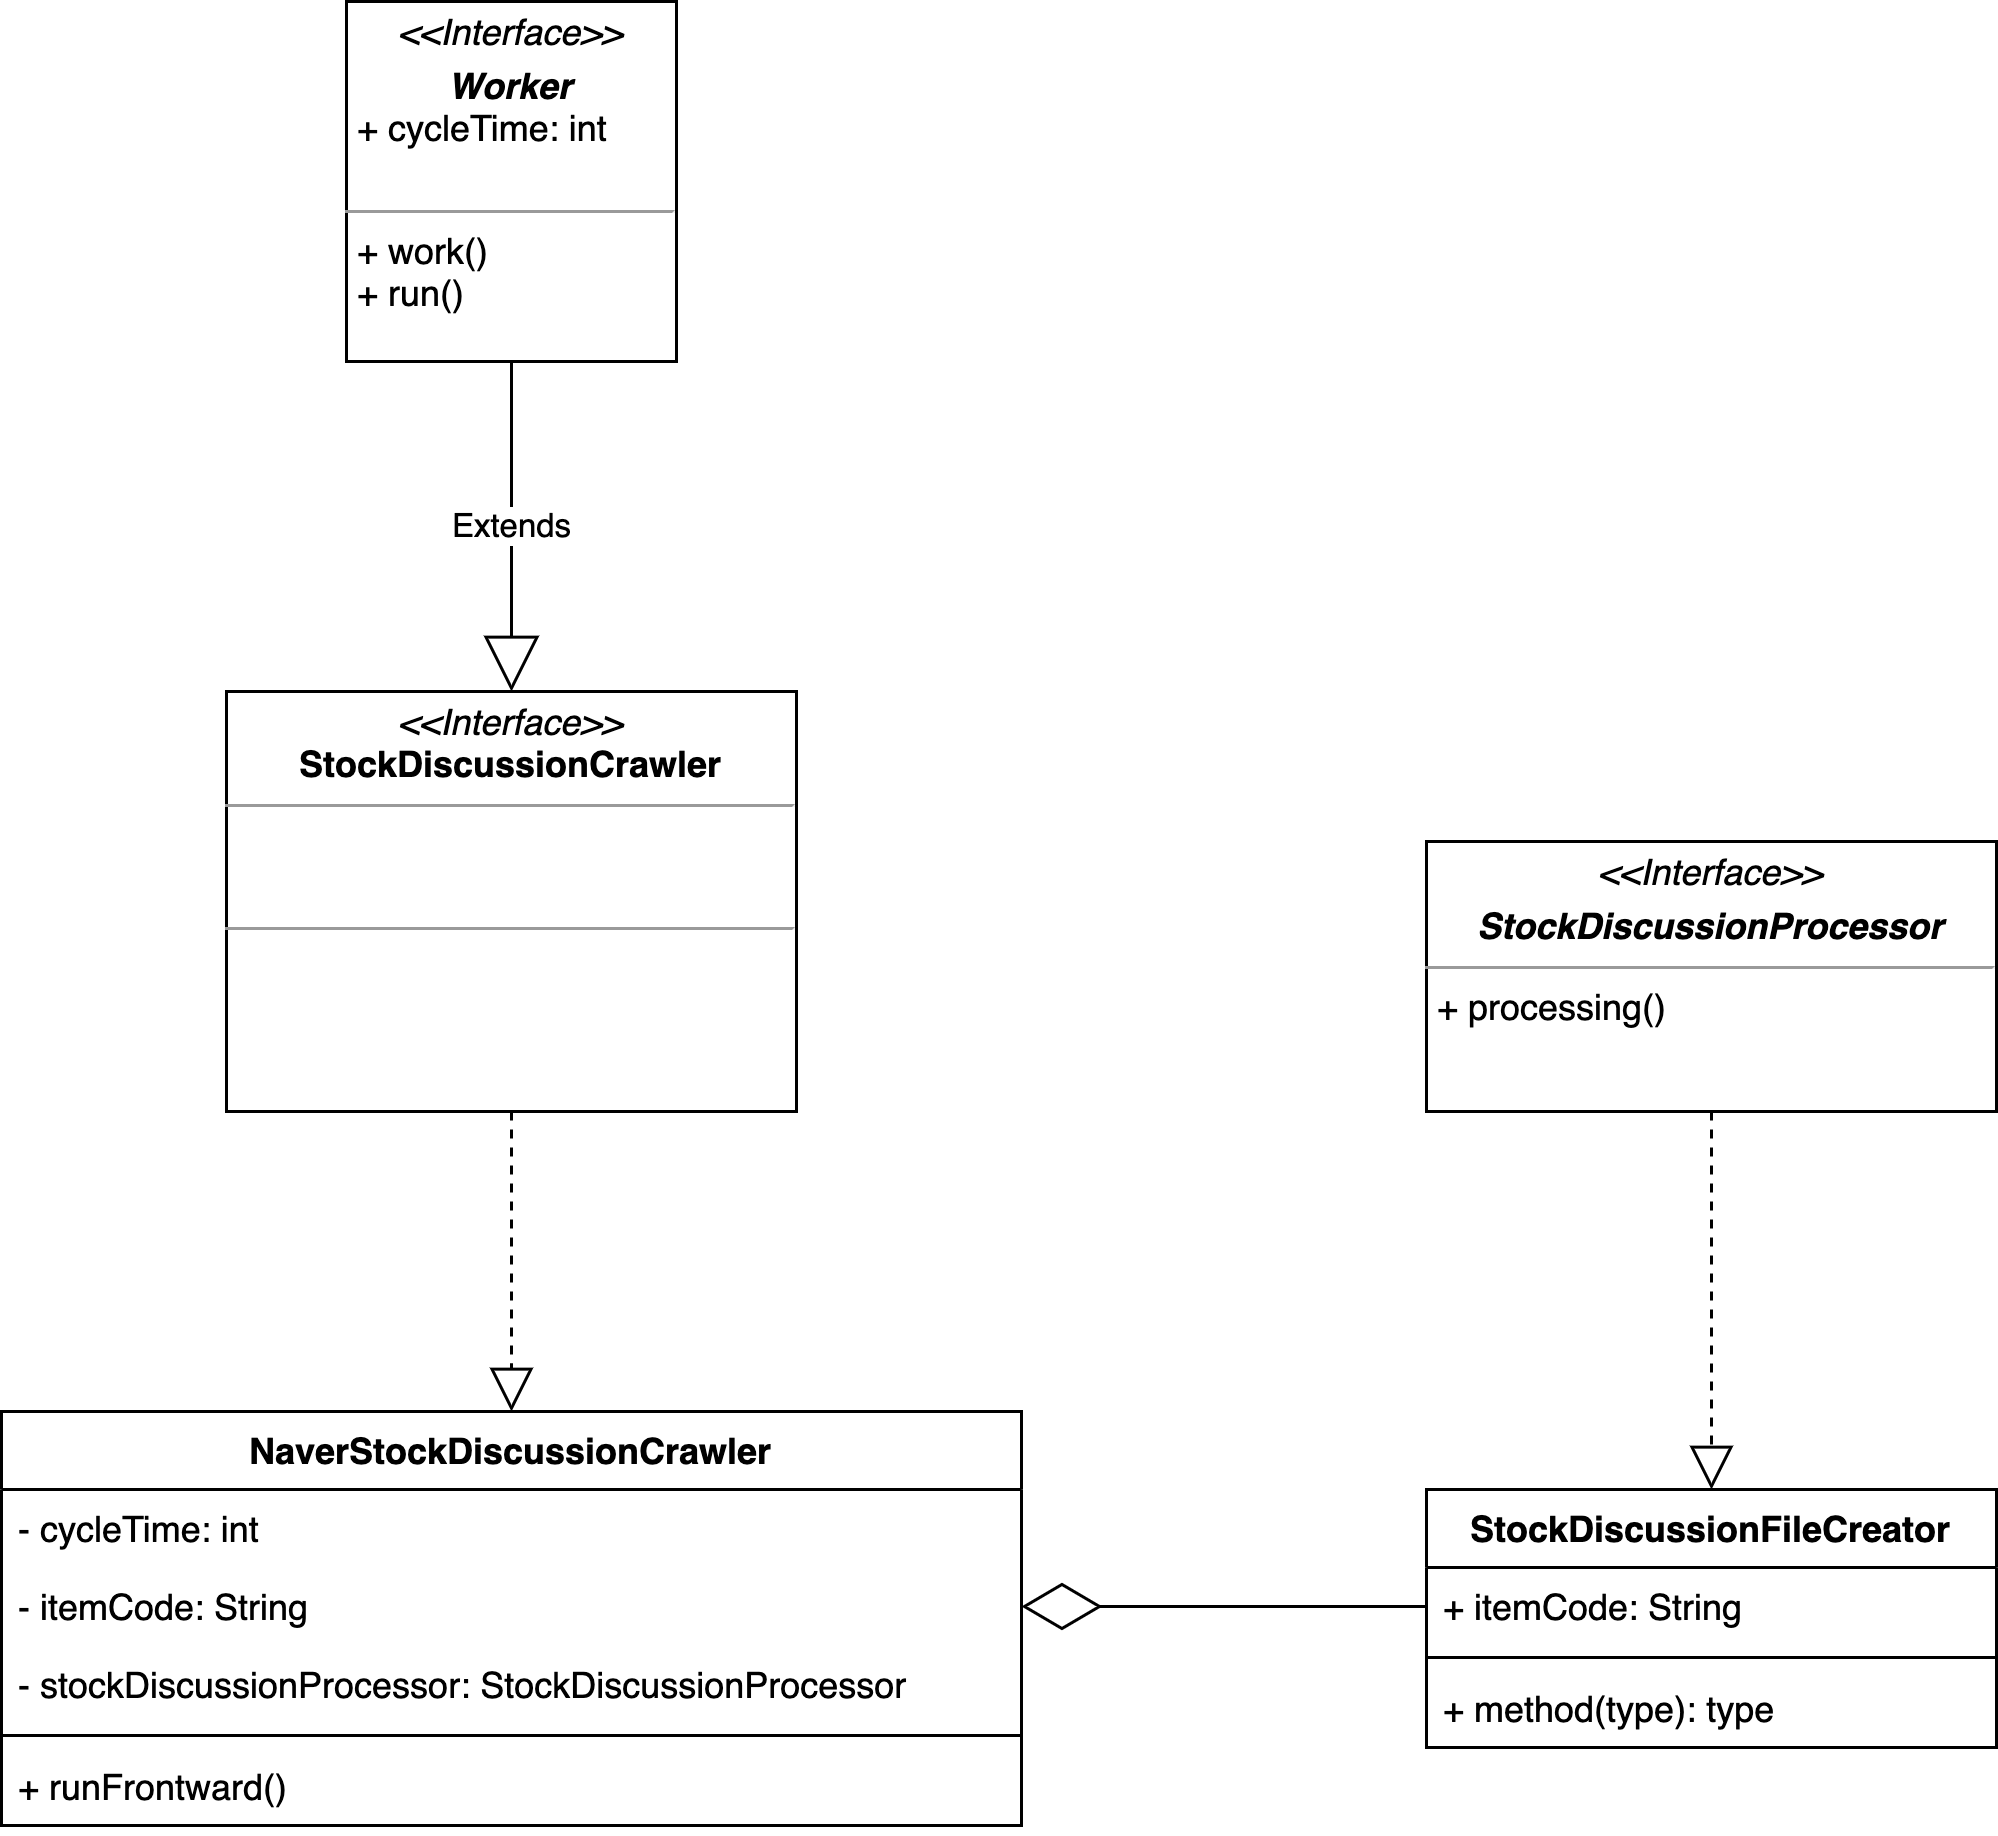 <<Interface>>
Worker
+ cycleTime: int
+ work()
+ run()
Extends
<<Interface>>
StockDiscussionCrawler
<<Interface>>
StockDiscussionProcessor
+ processing()
NaverStockDiscussionCrawler
- cycleTime: int
- itemCode: String
- stockDiscussionProcessor: StockDiscussionProcessor
+ runFrontward()
StockDiscussionFileCreator
+ itemCode: String
+ method(type): type